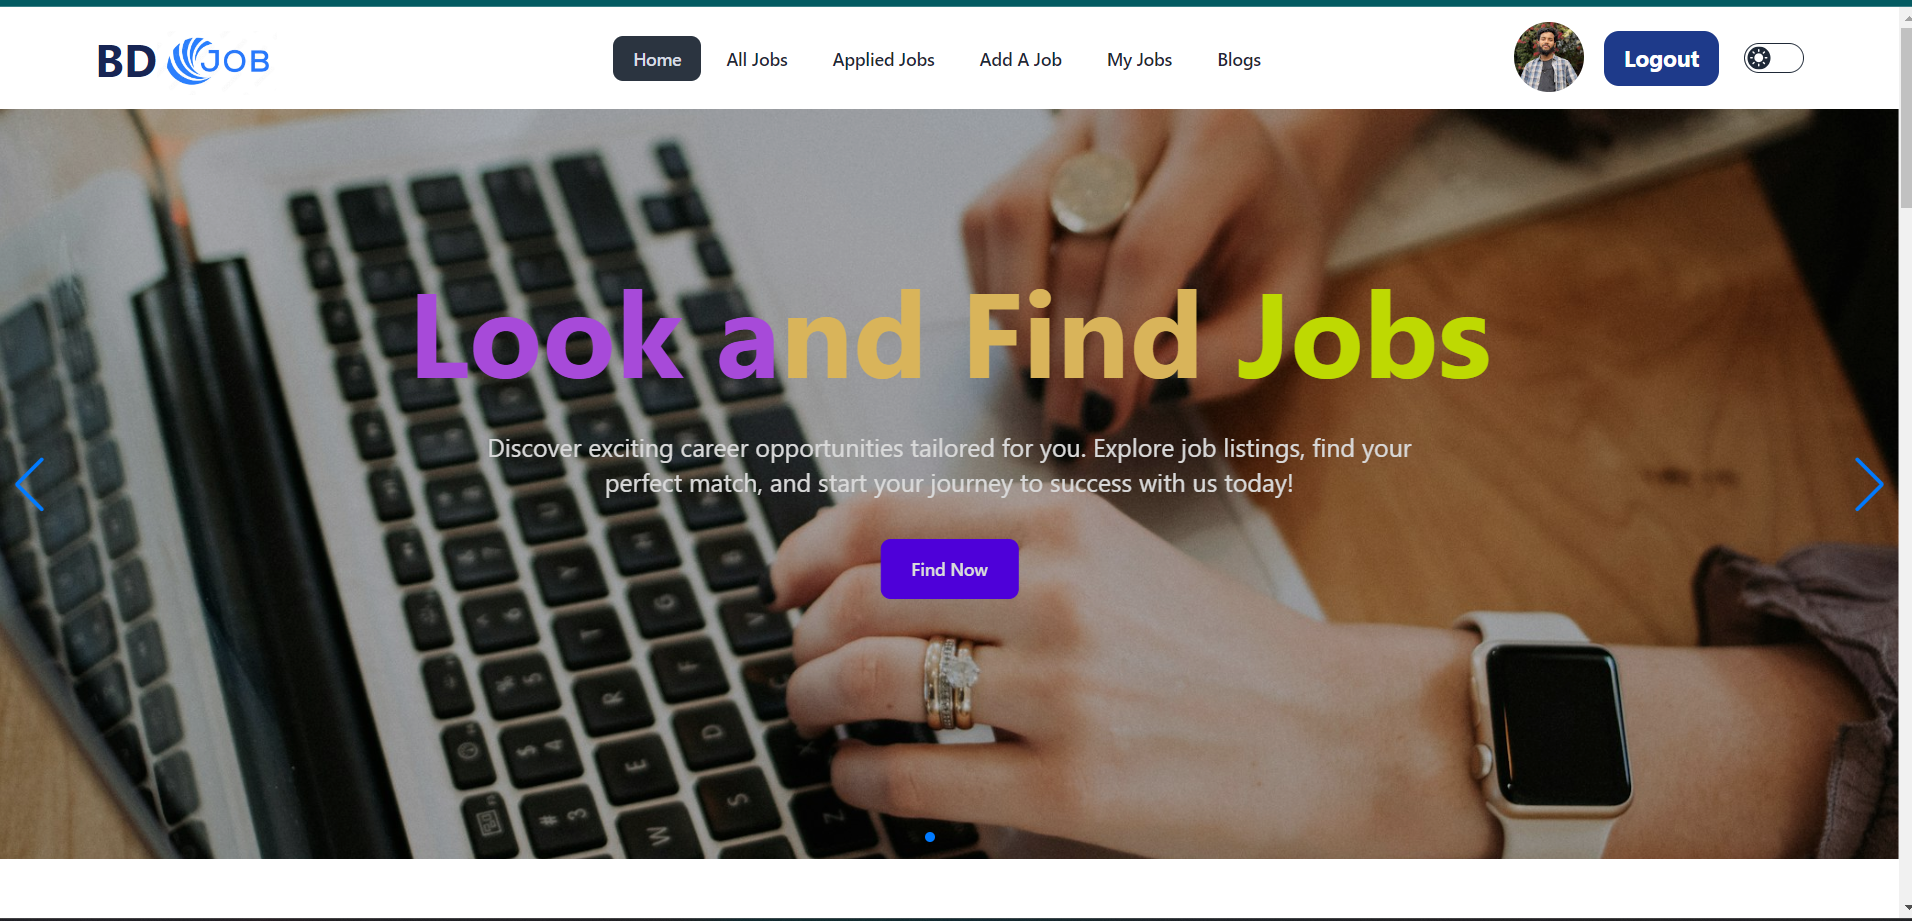 BD JOB
Home
All Jobs
Applied Jobs
Add A Job
My Jobs
Blogs
Logout
Look and Find Jobs
Discover exciting career opportunities tailored for you. Explore job listings, find your
perfect match, and start your journey to success with us today!
Find Now